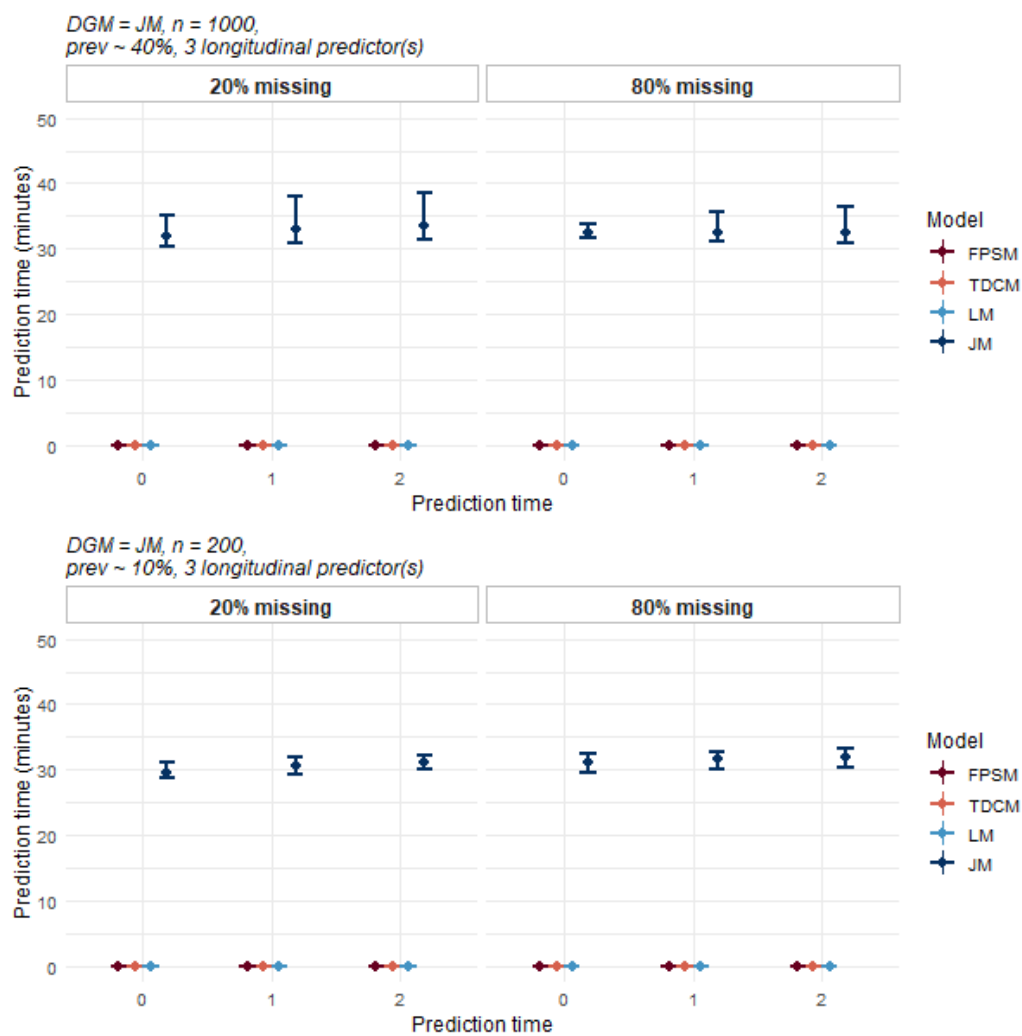 DGM = JM, n = 1000,
prev ~ 40%, 3 longitudinal predictor(s)
20% missing
80% missing
Prediction time (minutes)
50
40
30
20
10
0
0 1 2
0 1 2
Prediction time
Model
FPSM
TDCM
LM
JM
DGM = JM, n = 200,
prev ~ 10%, 3 longitudinal predictor(s)
20% missing
80% missing
Prediction time (minutes)
50
40
30
20
10
0
0 1 2
0 1 2
Prediction time
Model
FPSM
TDCM
LM
JM